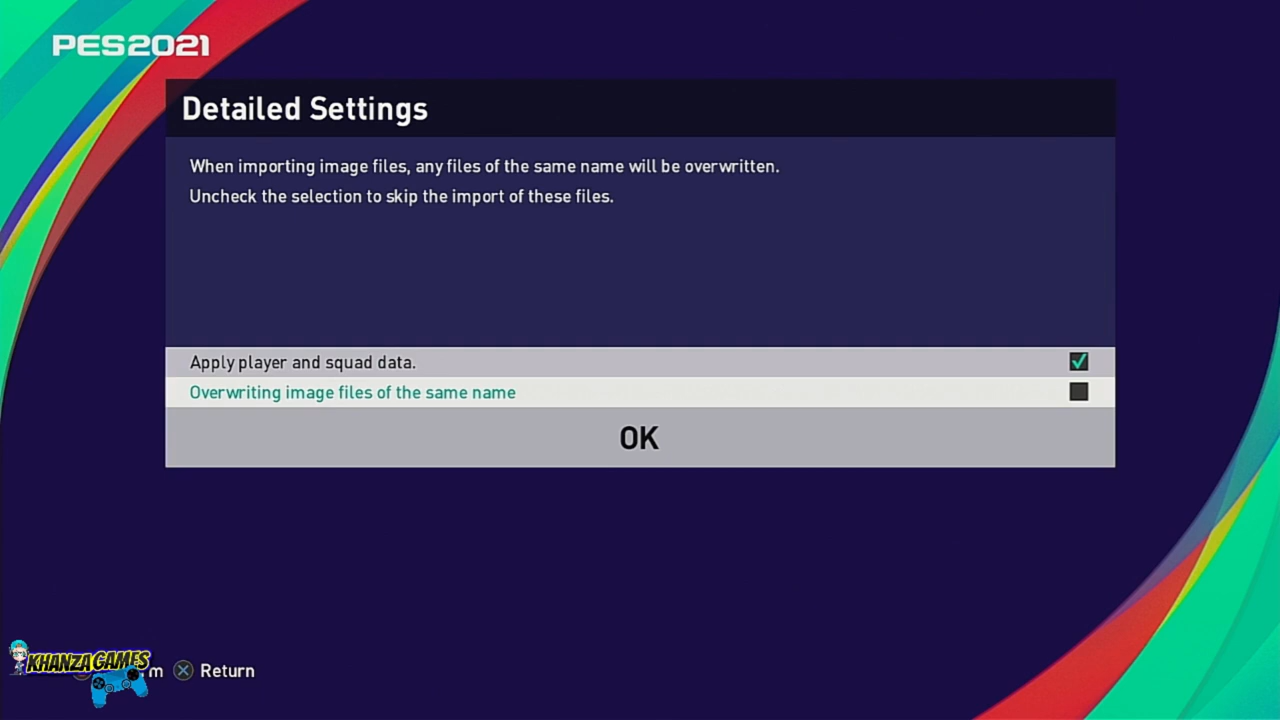 PES2021
Detailed Settings
When importing image files, any files of the same name will be overwritten.
Uncheck the selection to skip the import of these files.
Apply player and squad data.
Overwriting image files of the same name
OK
KHANZA GAMES
Return